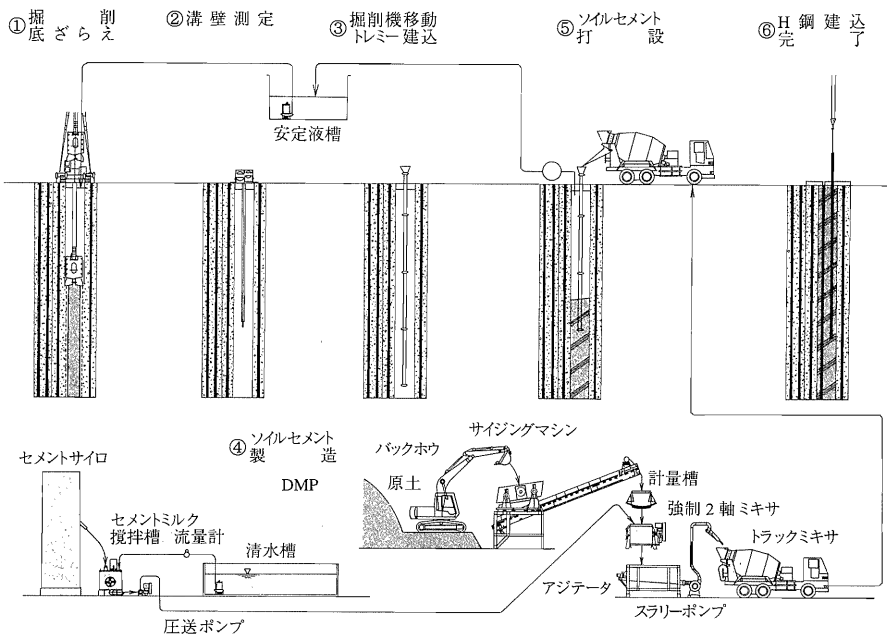 ①掘削
底ざらえ
②溝壁測定
③掘削機移動
トレミー建込
⑤ソイルセメント
打設
⑥H鋼建込
完了
安定液槽
④ソイルセメント
製造
DMP
セメントサイロ
セメントミルク
攪拌槽 流量計
清水槽
圧送ポンプ
バックホウ
原土
サイジングマシン
計量槽
強制2軸ミキサ
トラックミキサ
アジテータ
スラリーポンプ